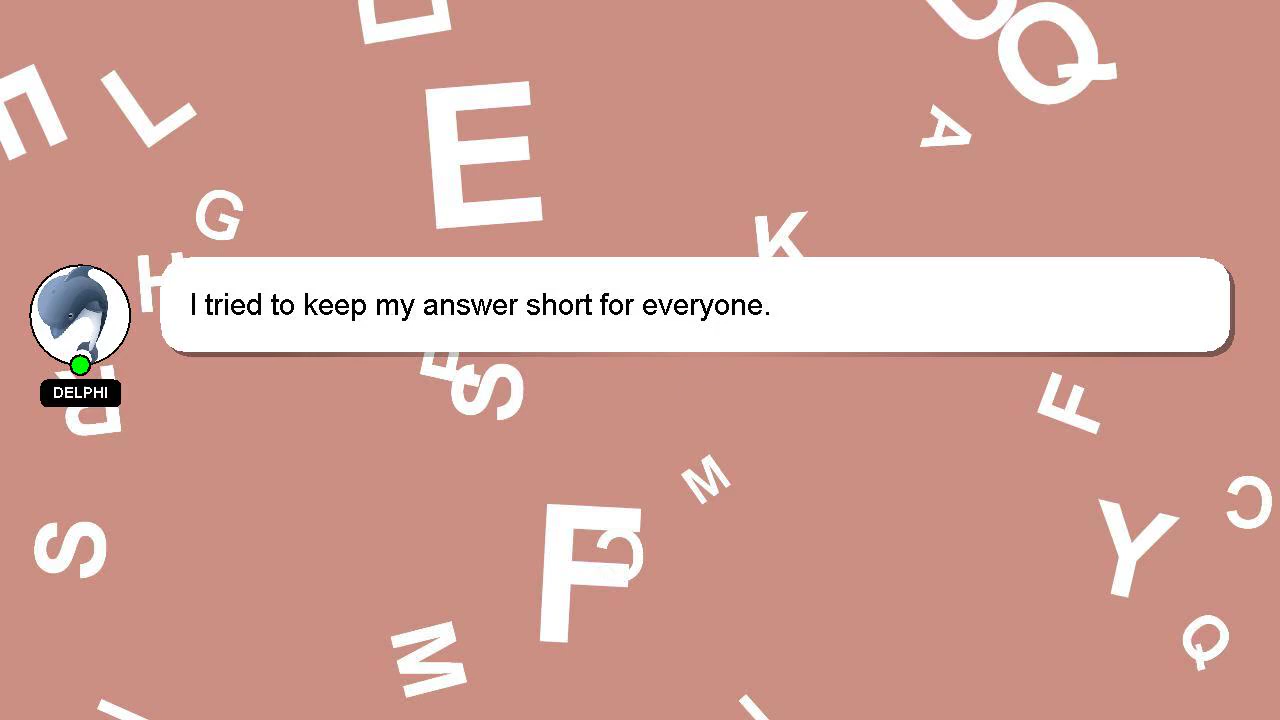 I tried to keep my answer short for everyone.
DELPHI
E
L
E
Q
A
G
K
H
S
F
R
M
S
F
C
Y
C
Q
M